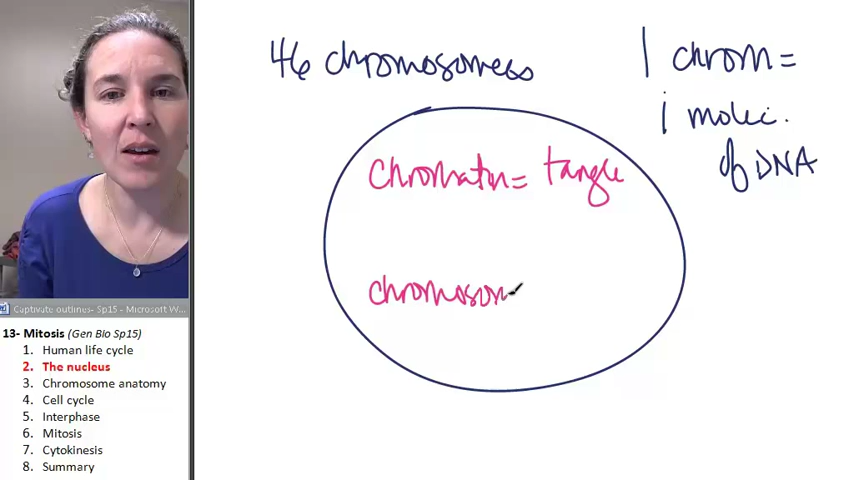 46 chromosomes
1 chrom =
1 molec.
of DNA
chromatin = tangle
chromosom
Captivate outlines- Sp15 - Microsoft W...
13- Mitosis (Gen Bio Sp15)
1. Human life cycle
2. The nucleus
3. Chromosome anatomy
4. Cell cycle
5. Interphase
6. Mitosis
7. Cytokinesis
8. Summary